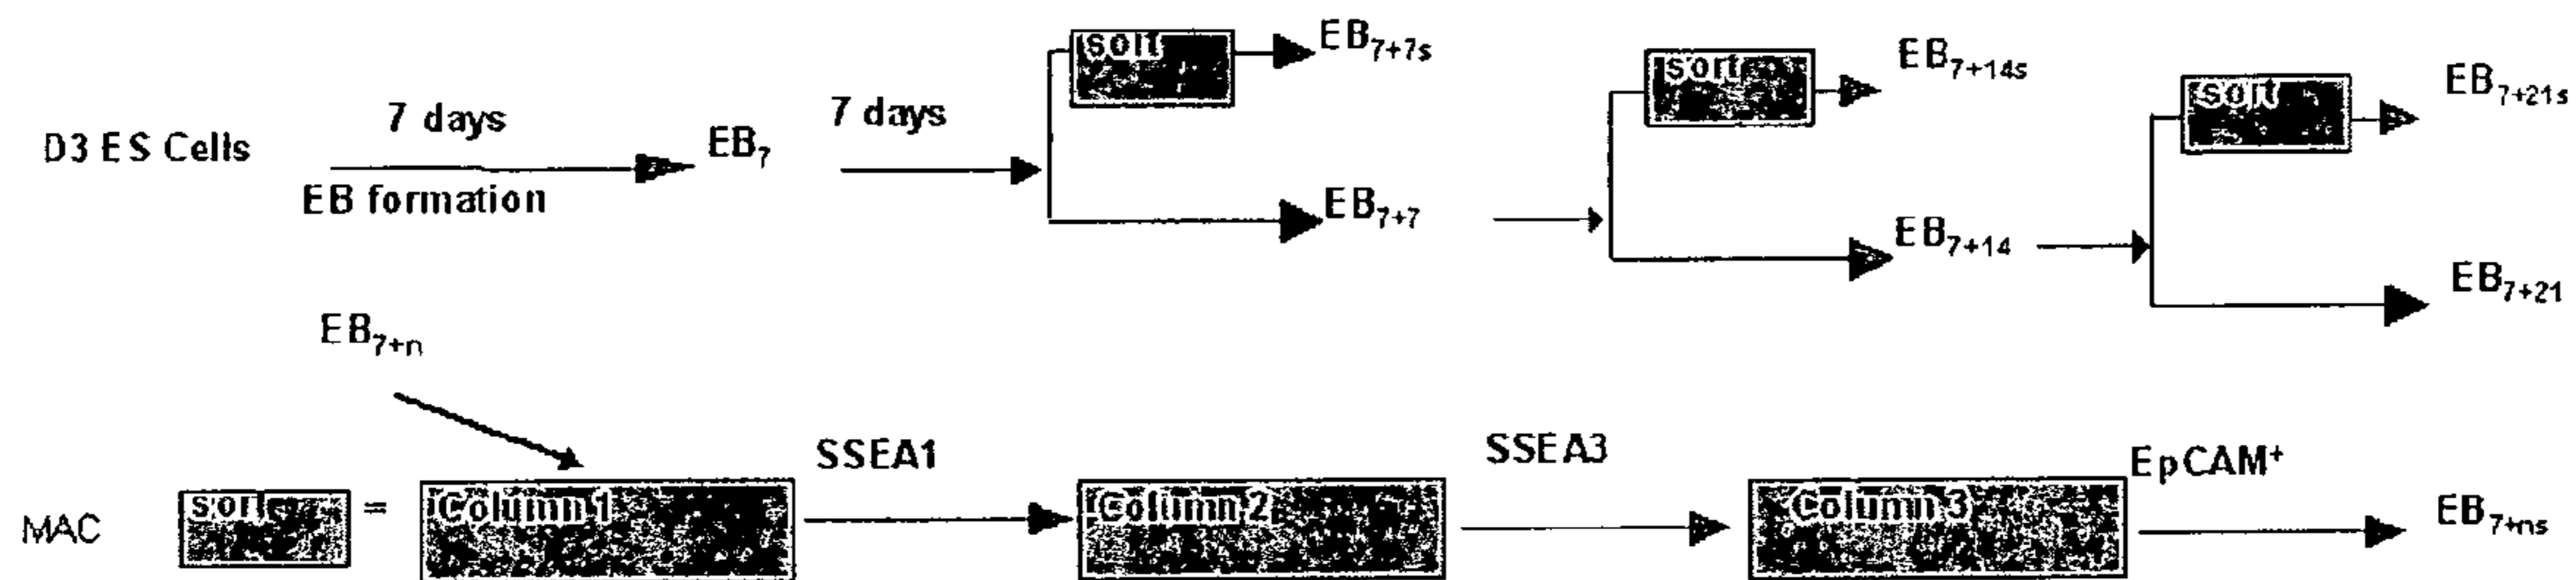 sort
EB7+7s
sort
EB7+14s
sort
EB7+21s
D3 ES Cells
7 days
EB formation
EB7
7 days
EB7+7
EB7+14
EB7+21
EB7+n
MAC
sort
=
Column 1
SSEA1
Column 2
SSEA3
Column 3
EpCAM+
EB7+ns